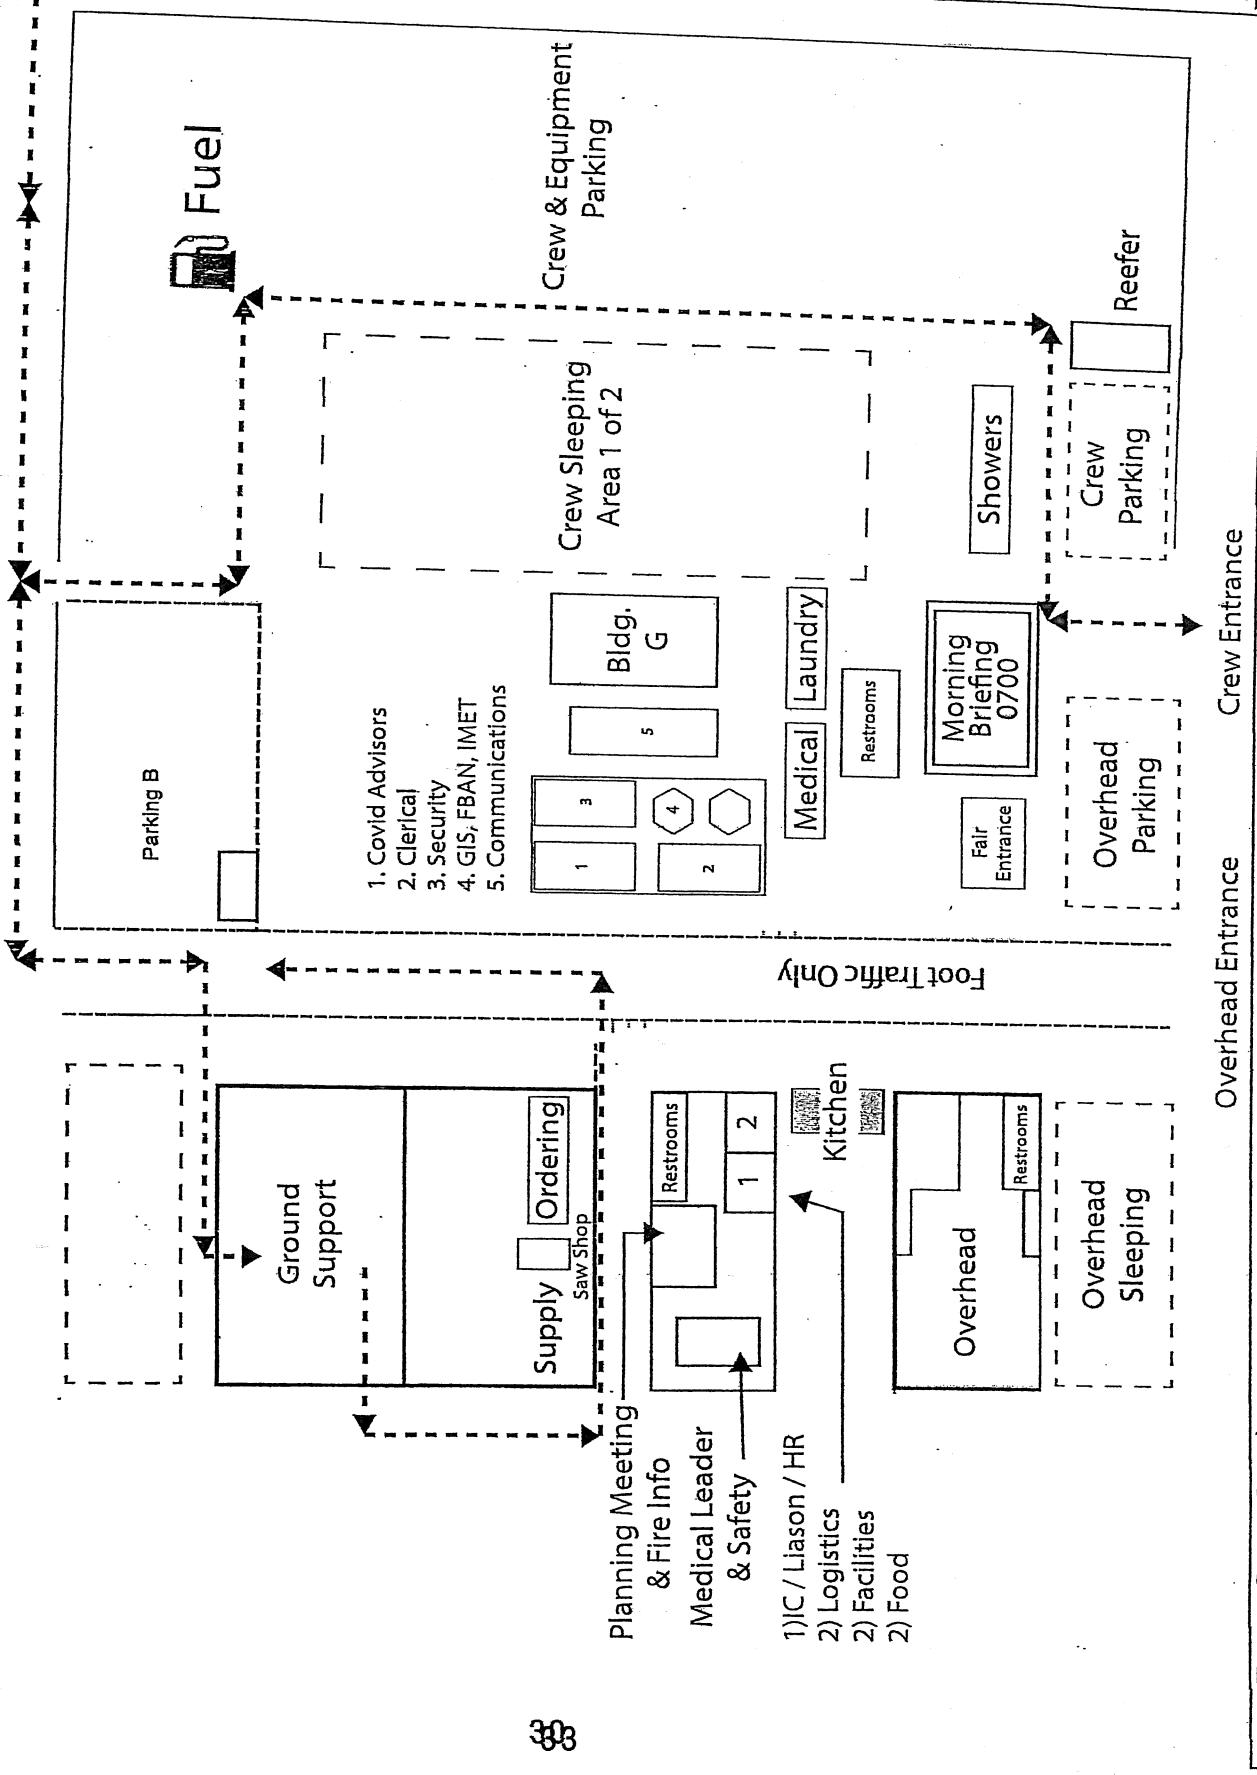 Fuel
Crew & Equipment
Parking
Reefer
Crew Sleeping
Area 1 of 2
Showers
Crew
Parking
Crew Entrance
Parking B
1. Covid Advisors
2. Clerical
3. Security
4. GIS, FBAN, IMET
5. Communications
Bldg.
G
5
3
4
1
2
Laundry
Medical
Restrooms
Morning
Briefing
0700
Fair
Entrance
Overhead
Parking
Overhead Entrance
Foot Traffic Only
Ground
Support
Ordering
Supply
Saw Shop
Restrooms
1
2
Kitchen
Overhead
Restrooms
Overhead
Sleeping
Planning Meeting
& Fire Info
Medical Leader
& Safety
1)IC / Liason / HR
2) Logistics
2) Facilities
2) Food